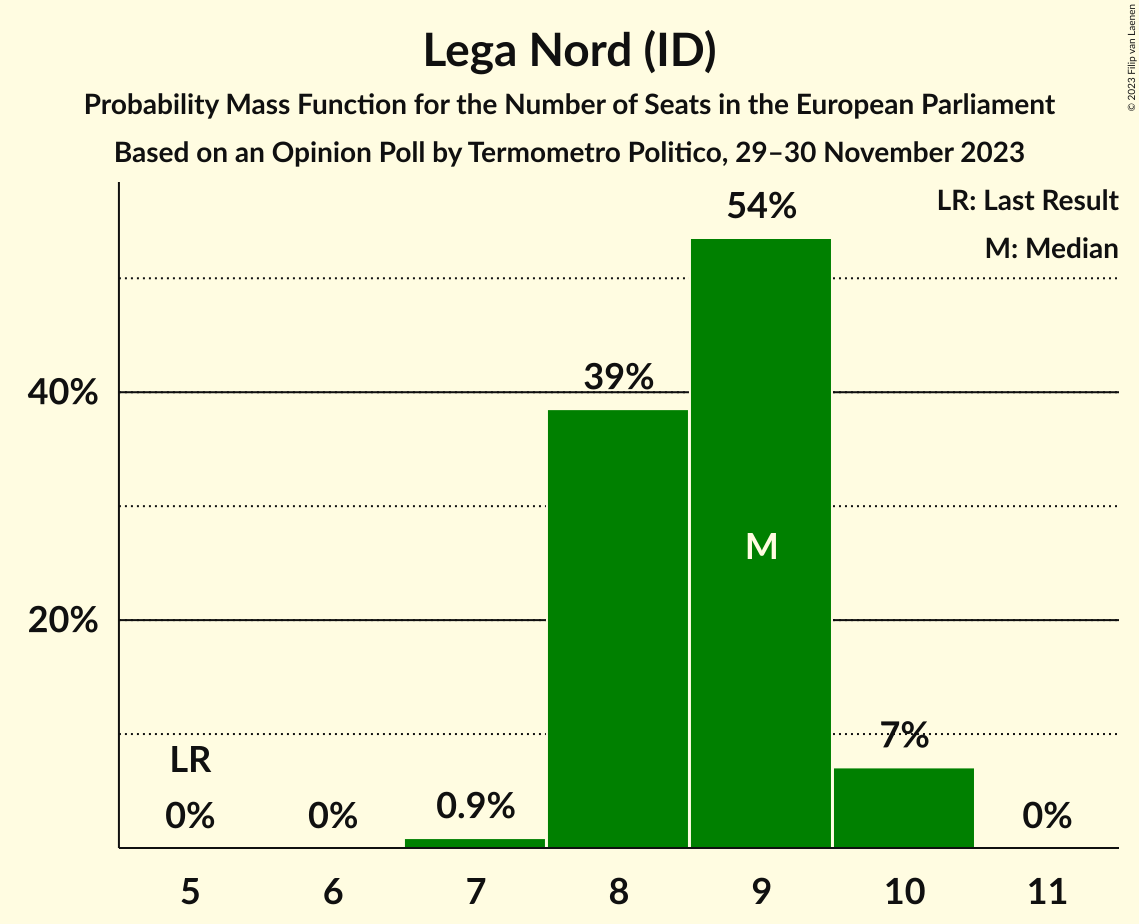 Lega Nord (ID)
Probability Mass Function for the Number of Seats in the European Parliament
Based on an Opinion Poll by Termometro Politico, 29–30 November 2023
© 2023 Filip van Laenen
LR: Last Result
M: Median
54%
39%
40%
M
20%
7%
LR
0.9%
0%
0%
0%
5
6
7
8
9
10
11